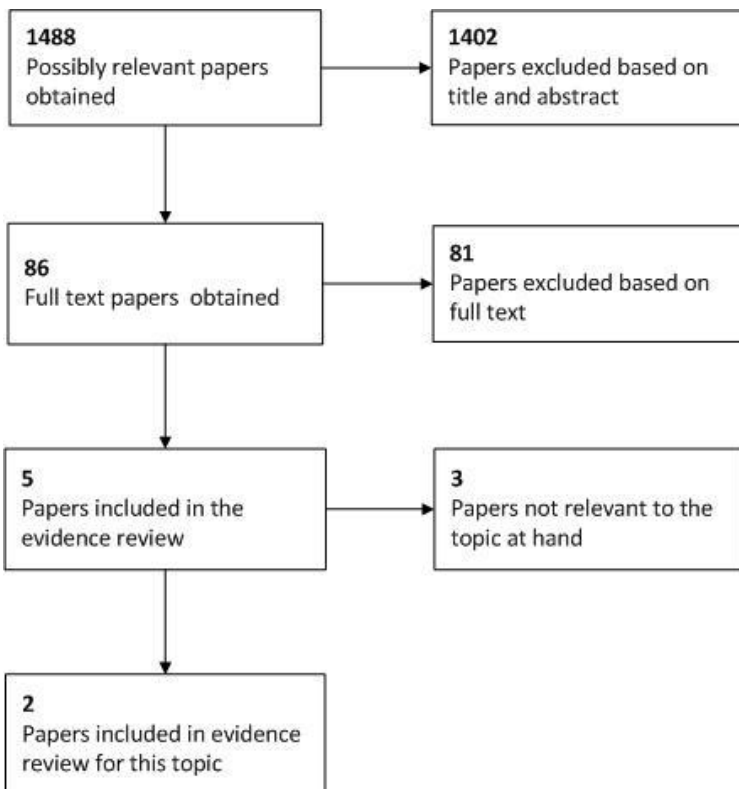 1488
Possibly relevant papers
obtained
1402
Papers excluded based on
title and abstract
86
Full text papers  obtained
81
Papers excluded based on
full text
5
Papers included in the
evidence review
3
Papers not relevant to the
topic at hand
2
Papers included in evidence
review for this topic